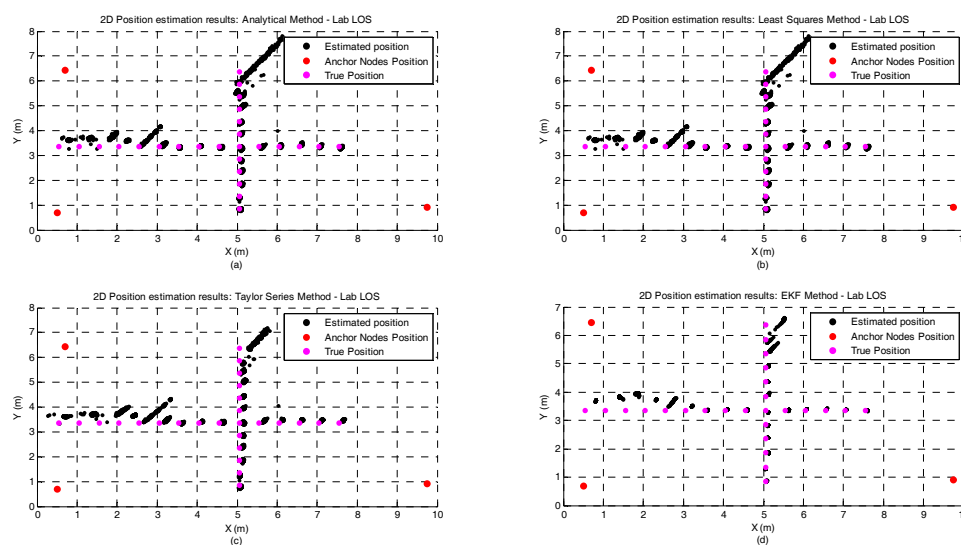 2D Position estimation results: Analytical Method - Lab LOS
8
7
6
5
4
3
2
1
0
Y (m)
Estimated position
Anchor Nodes Position
True Position
0 1 2 3 4 5 6 7 8 9 10
X (m)
(a)
2D Position estimation results: Least Squares Method - Lab LOS
8
7
6
5
4
3
2
1
0
Y (m)
Estimated position
Anchor Nodes Position
True Position
0 1 2 3 4 5 6 7 8 9 1
X (m)
(b)
2D Position estimation results: Taylor Series Method - Lab LOS
8
7
6
5
4
3
2
1
0
Y (m)
Estimated position
Anchor Nodes Position
True Position
0 1 2 3 4 5 6 7 8 9 10
X (m)
(c)
2D Position estimation results: EKF Method - Lab LOS
7
6
5
4
3
2
1
0
Y (m)
Estimated position
Anchor Nodes Position
True Position
0 1 2 3 4 5 6 7 8 9 1
X (m)
(d)